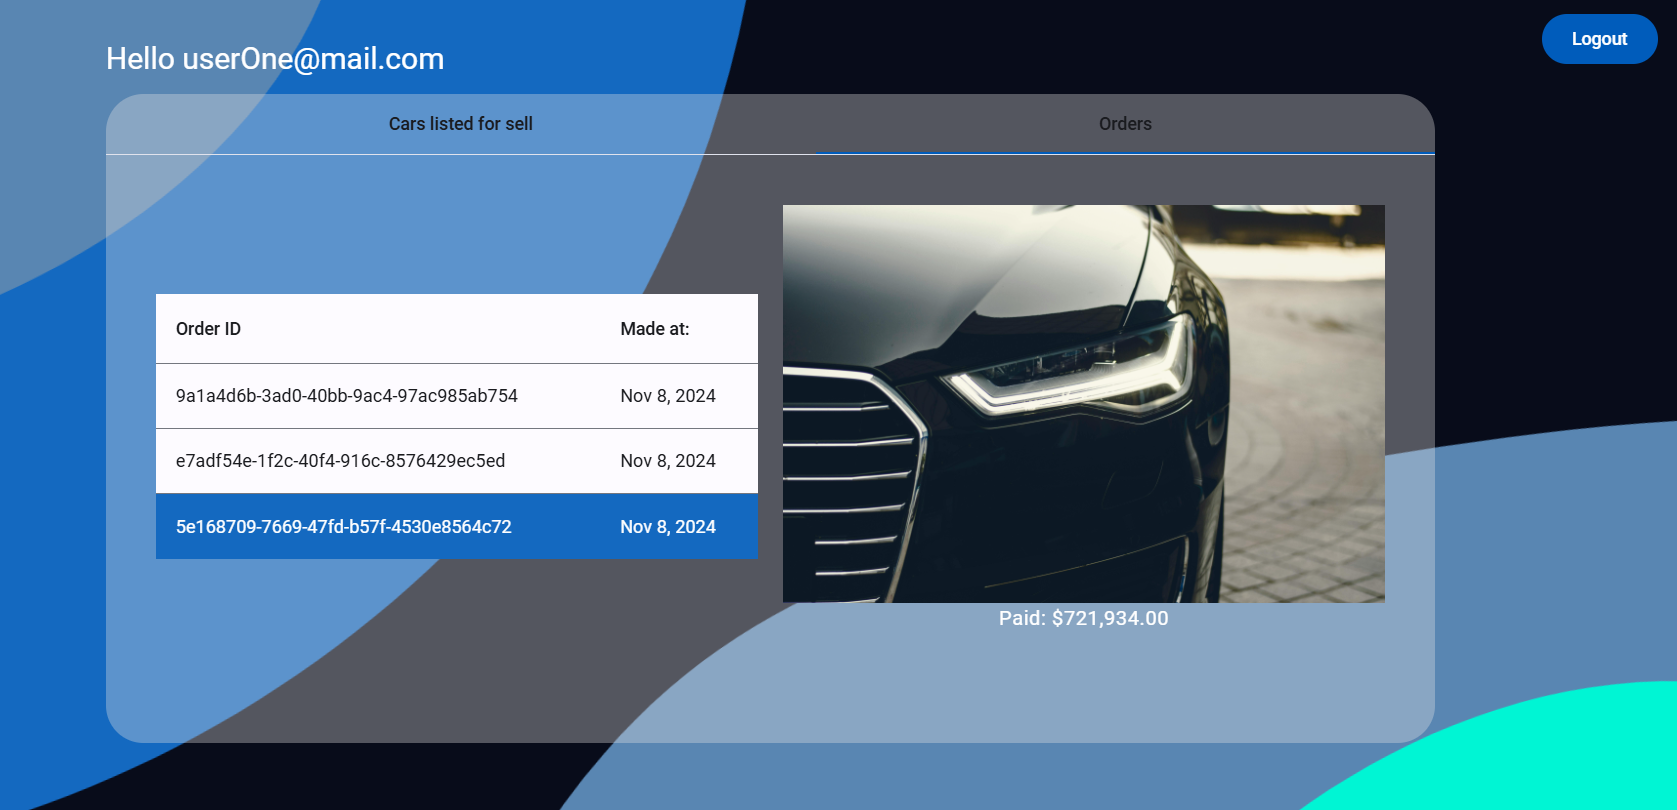 Hello userOne@mail.com
Logout
Cars listed for sell
Orders
Order ID
Made at:
9a1a4d6b-3ad0-40bb-9ac4-97ac985ab754
Nov 8, 2024
e7adf54e-1f2c-40f4-916c-8576429ec5ed
Nov 8, 2024
5e168709-7669-47fd-b57f-4530e8564c72
Nov 8, 2024
Paid: $721,934.00